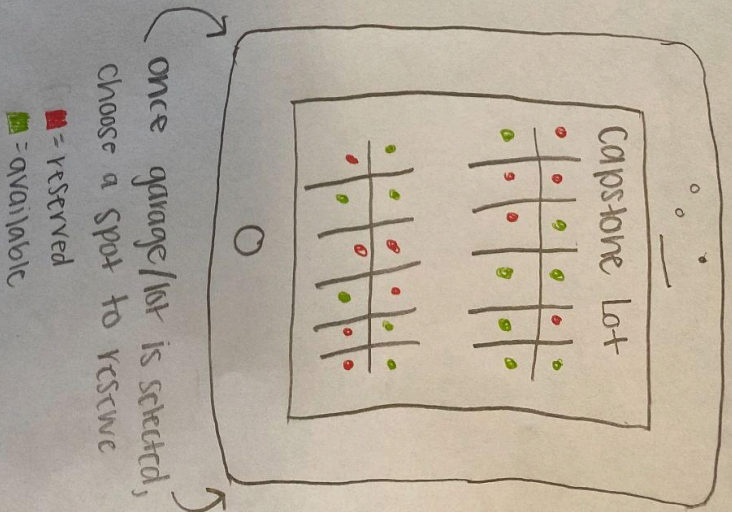 Capstone Lot
once garage/lot is selected,
choose a spot to reserve
= reserved
= available